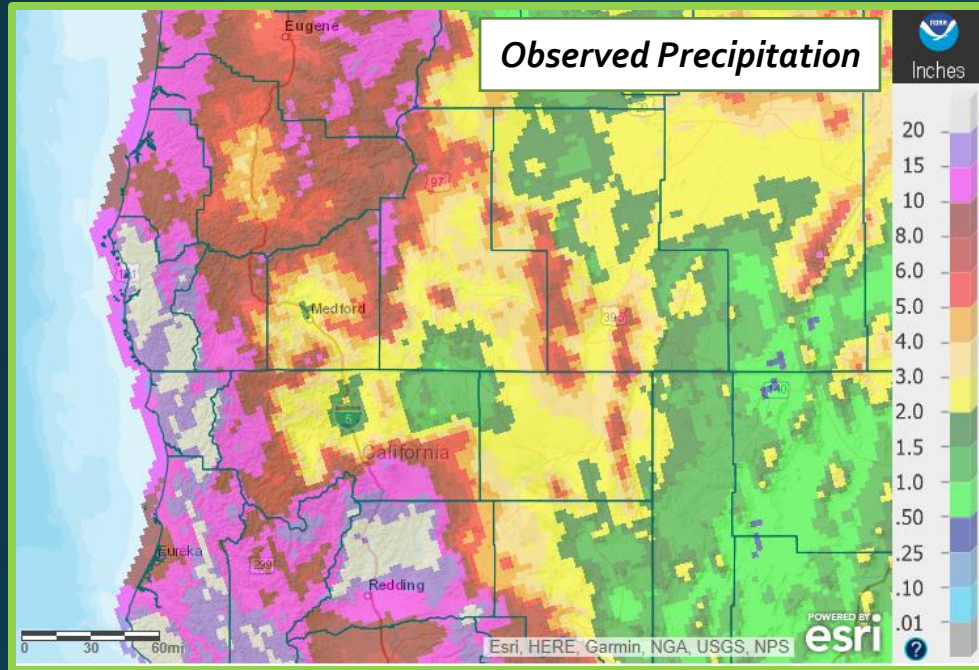 Observed Precipitation
NOAA
Inches
20
15
10
8.0
6.0
5.0
4.0
3.0
2.0
1.5
1.0
.50
.25
.10
.01
?
Eugene
20
97
101
Medford
395
140
5
California
Eureka
299
Redding
0 30 60mi
Esri, HERE, Garmin, NGA, USGS, NPS
POWERED BY
esri